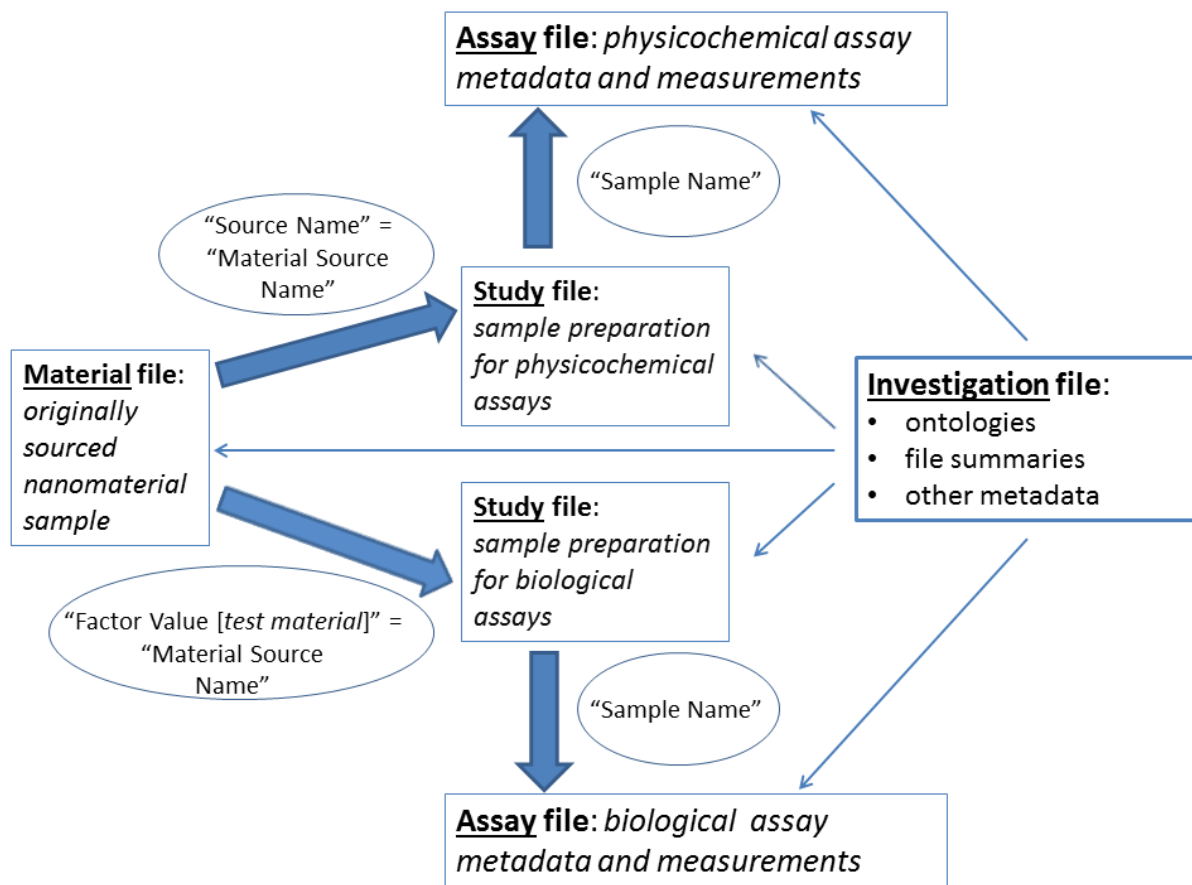 Assay file: physicochemical assay
metadada and measurements
“Sample Name”
“Source Name” =
“Material Source
Name”
Study file:
sample preparation
for physicochemical
assays
Material file:
originally
sourced
nanomaterial
sample
Investigation file:
• ontologies
• file summaries
• other metadata
Study file:
sample preparation
for biological
assays
“Factor Value [test material]” =
“Material Source
Name”
“Sample Name”
Assay file: biological assay
metadata and measurements